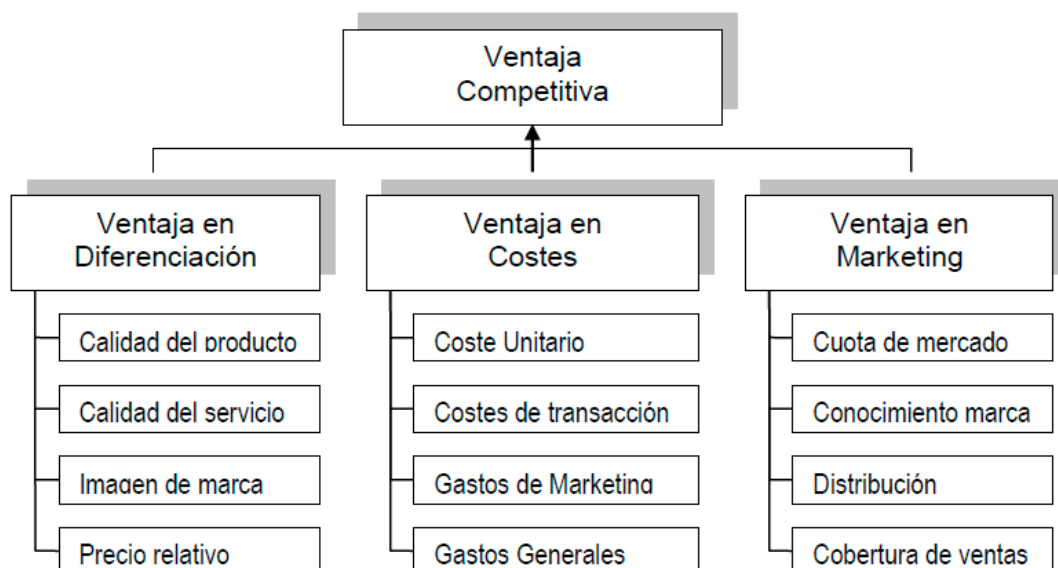 Ventaja
Competitiva
Ventaja en
Diferenciación
Calidad del producto
Calidad del servicio
Imagen de marca
Precio relativo
Ventaja en
Costes
Coste Unitario
Costes de transacción
Gastos de Marketing
Gastos Generales
Ventaja en
Marketing
Cuota de mercado
Conocimiento marca
Distribución
Cobertura de ventas